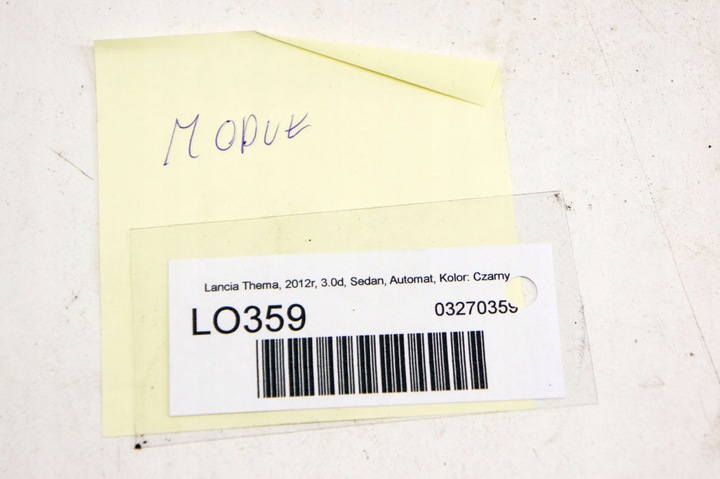 MODUŁ
Lancia Thema, 2012r, 3.0d, Sedan, Automat, Kolor: Czarny
LO359
03270359